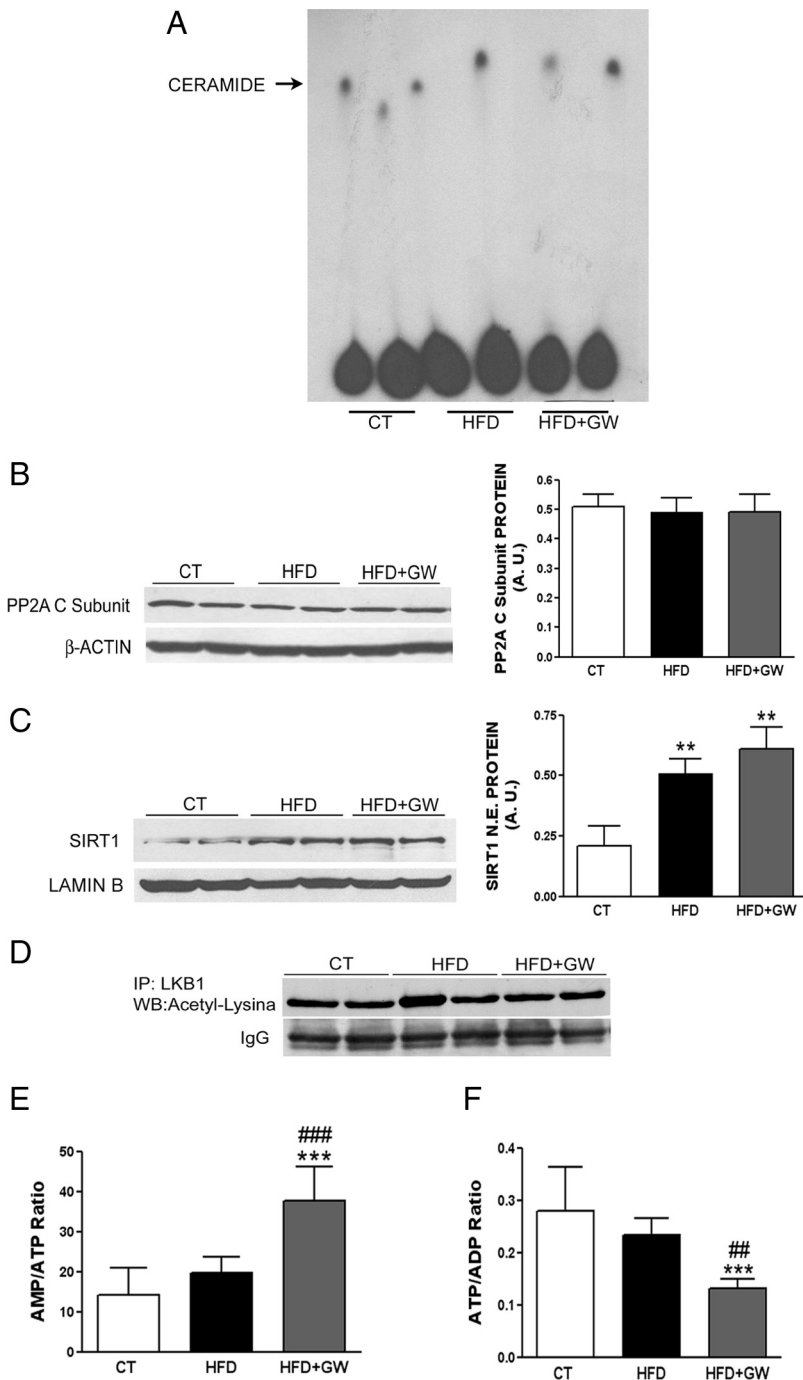 A
CERAMIDE
CT HFD HFD+GW
B
CT HFD HFD+GW
PP2A C Subunit
β-ACTIN
PP2A C Subunit PROTEIN
(A. U.)
0.6
0.5
0.4
0.3
0.2
0.1
0.0
CT HFD HFD+GW
C
CT HFD HFD+GW
SIRT1
LAMIN B
SIRT1 N.E. PROTEIN
(A. U.)
0.75
0.50
0.25
0.00
**
**
CT HFD HFD+GW
D
CT HFD HFD+GW
IP: LKB1
WB:Acetyl-Lysina
IgG
E
AMP/ATP Ratio
50
40
30
20
10
0
###
***
CT HFD HFD+GW
F
ATP/ADP Ratio
0.4
0.3
0.2
0.1
0.0
##
***
CT HFD HFD+GW